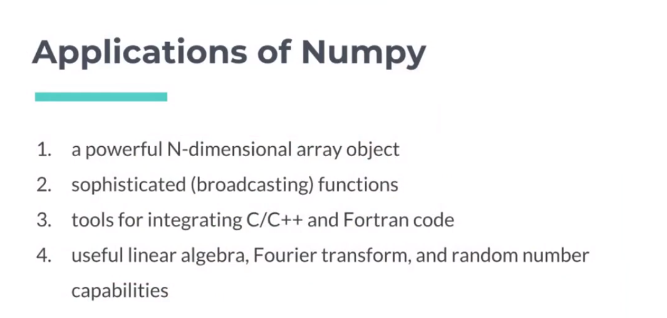 Applications of Numpy
1. a powerful N-dimensional array object
2. sophisticated (broadcasting) functions
3. tools for integrating C/C++ and Fortran code
4. useful linear algebra, Fourier transform, and random number
capabilities